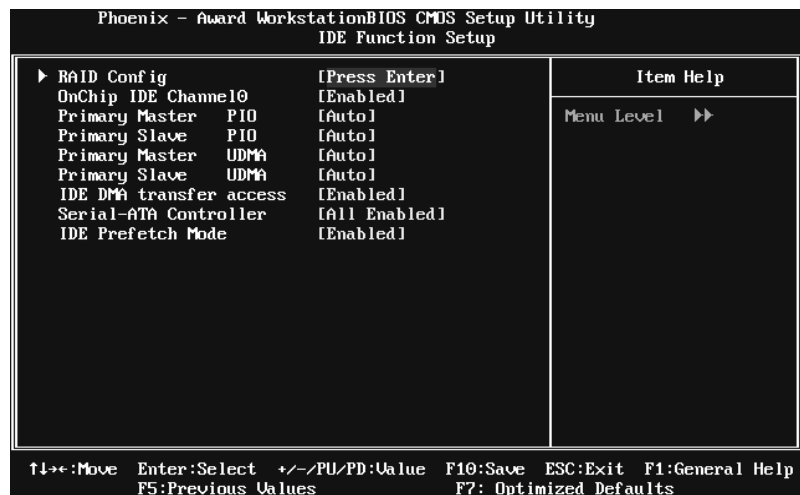 Phoenix - Award WorkstationBIOS CMOS Setup Utility
IDE Function Setup
RAID Config [Press Enter]
OnChip IDE Channel0 [Enabled]
Primary Master PIO [Auto]
Primary Slave PIO [Auto]
Primary Master UDMA [Auto]
Primary Slave UDMA [Auto]
IDE DMA transfer access [Enabled]
Serial-ATA Controller [All Enabled]
IDE Prefetch Mode [Enabled]
Item Help
Menu Level ▶▶
↑↓→←:Move Enter:Select +/-/PU/PD:Value F10:Save ESC:Exit F1:General Help
F5:Previous Values F7: Optimized Defaults